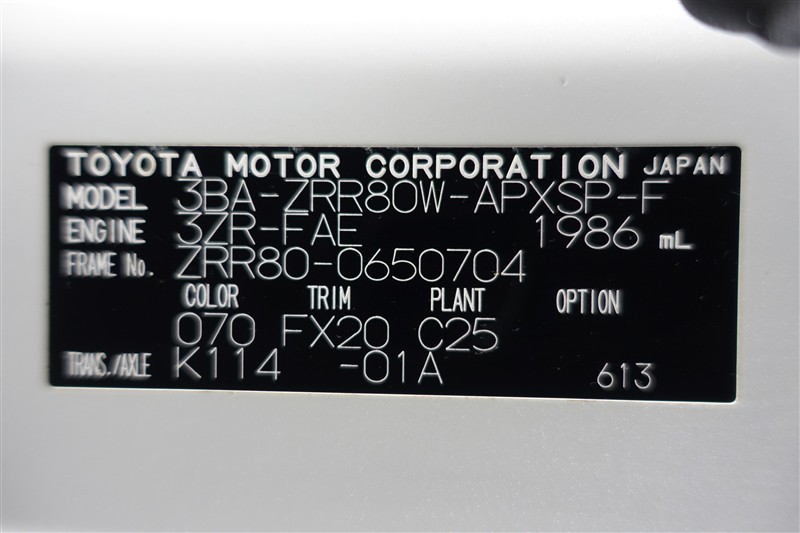 TOYOTA MOTOR CORPORATION JAPAN
MODEL 3BA-ZRR80W-APXSP-F
ENGINE 3ZR-FAE 1986 mL
FRAME No. ZRR80-0650704
COLOR TRIM PLANT OPTION
070 FX20 C25
TRANS./AXLE K114 -01A 613